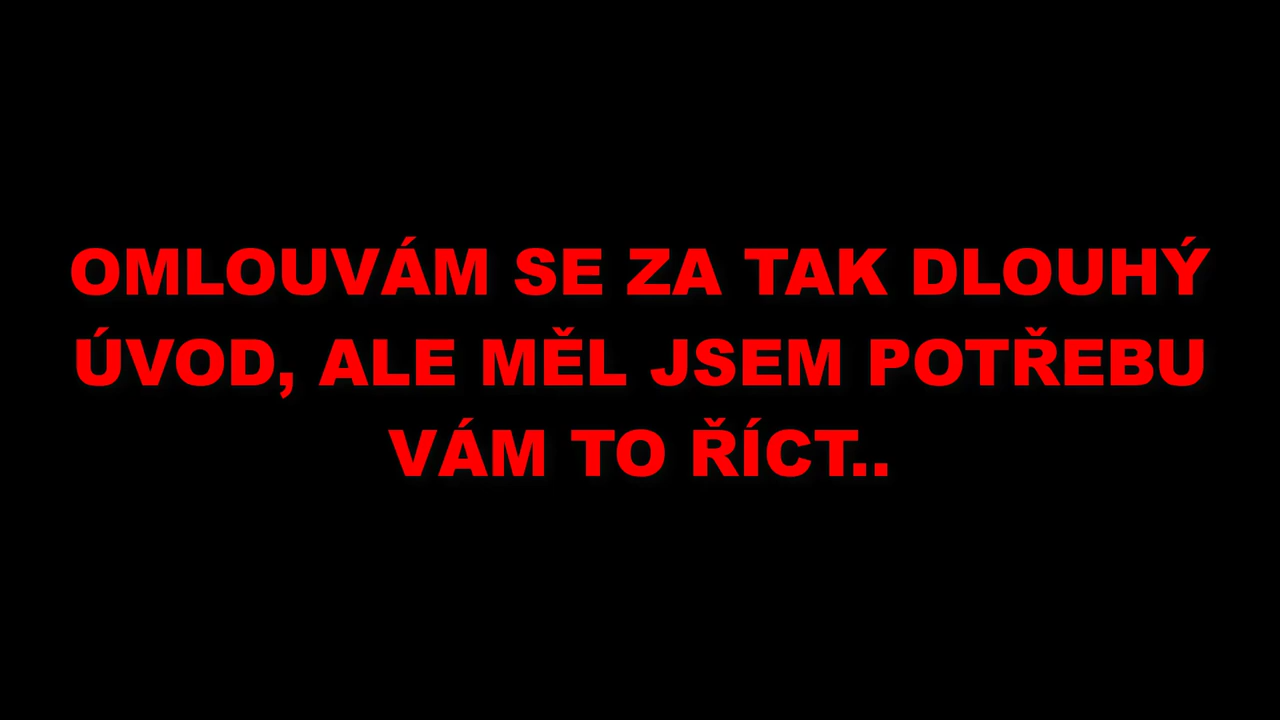 OMLOUVÁM SE ZA TAK DLOUHÝ
ÚVOD, ALE MĚL JSEM POTŘEBU
VÁM TO ŘÍCT..